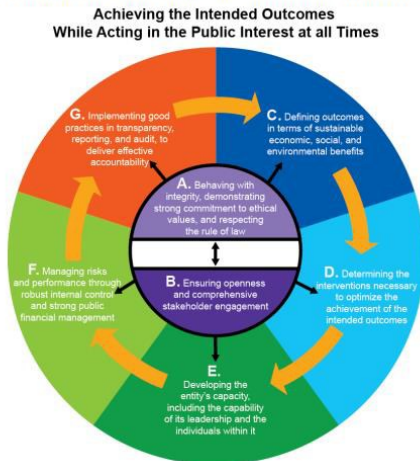 Achieving the Intended Outcomes
While Acting in the Public Interest at all Times
G. Implementing good
practices in transparency,
reporting, and audit, to
deliver effective
accountability
C. Defining outcomes
in terms of sustainable
economic, social, and
environmental benefits
A. Behaving with
integrity, demonstrating
strong commitment to ethical
values, and respecting
the rule of law
B. Ensuring openness
and comprehensive
stakeholder engagement
F. Managing risks
and performance through
robust internal control
and strong public
financial management
D. Determining the
interventions necessary
to optimize the
achievement of the
intended outcomes
E.
Developing the
entity's capacity,
including the capability
of its leadership and the
individuals within it